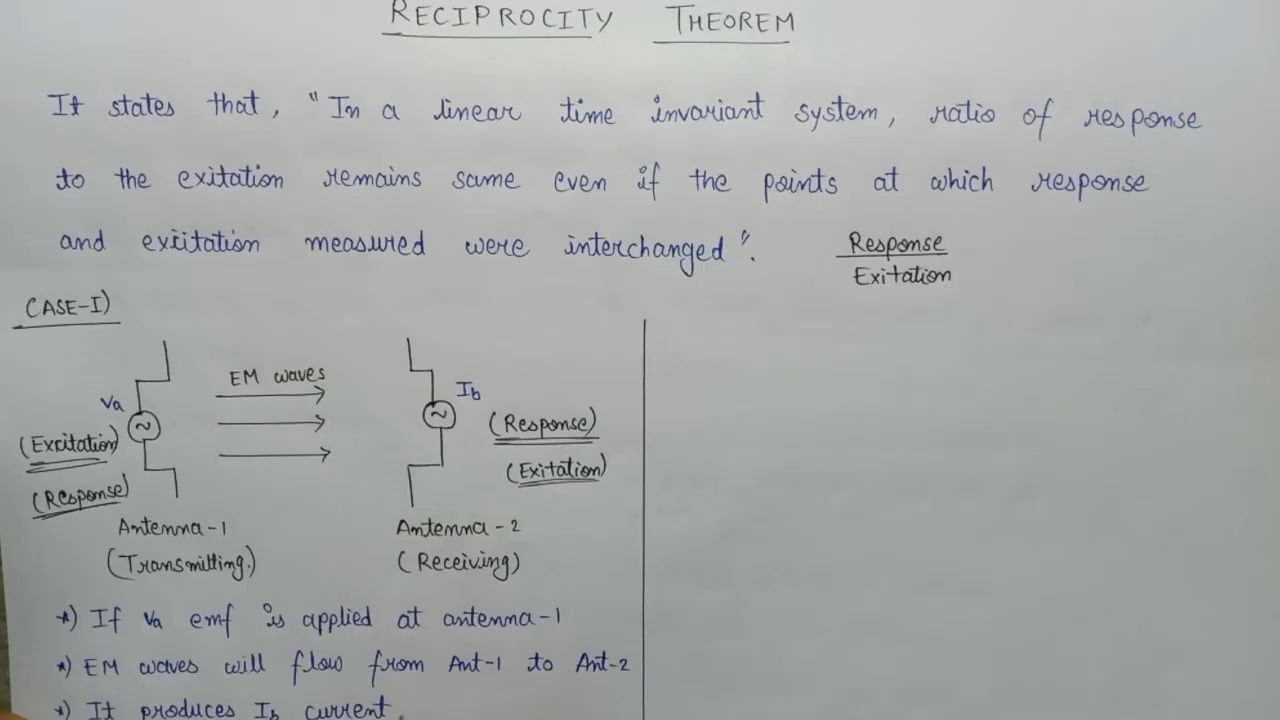 RECIPROCITY THEOREM
It states that, "In a linear time invariant system, ratio of response
to the exitation remains same even if the points at which response
and exiitation measured were interchanged".
Response
Exitation
CASE-I)
EM waves
Va
Ib
(Excitation)
(Response)
(Response)
(Exitation)
Antenna-1
(Transmitting.)
Antenna-2
(Receiving)
*) If Va emf is applied at antenna-1
*) EM waves will flow from Ant-1 to Ant-2
*) It produces Ib current.